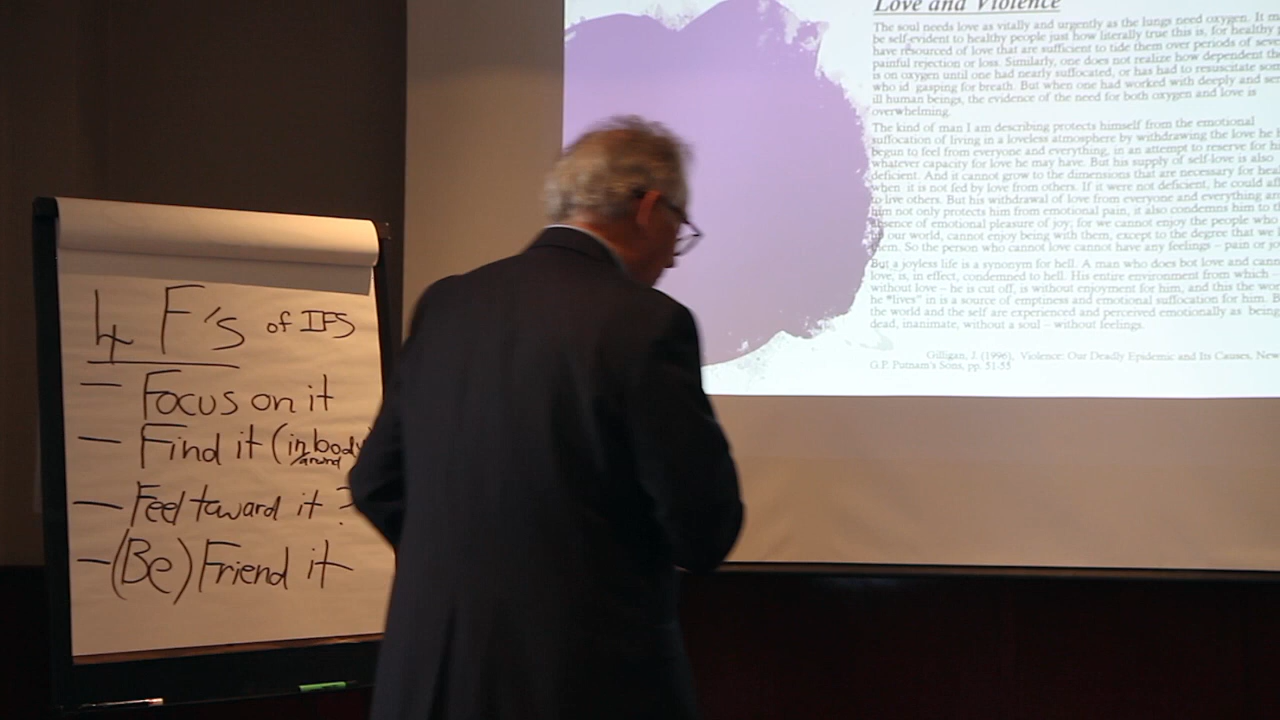 4 F's of IFS
– Focus on it
– Find it (in body
around
– Feel toward it ?
– (Be) Friend it
Love and Violence
The soul needs love as vitally and urgently as the lungs need oxygen. It m
be self-evident to healthy people just how literally true this is, for healthy
have resourced of love that are sufficient to tide them over periods of seve
painful rejection or loss. Similarly, one does not realize how dependent the
is on oxygen until one had nearly suffocated, or has had to resuscitate som
who id gasping for breath. But when one had worked with deeply and ser
ill human beings, the evidence of the need for both oxygen and love is
overwhelming.
The kind of man I am describing protects himself from the emotional
suffocation of living in a loveless atmosphere by withdrawing the love he
begun to feel from everyone and everything, in an attempt to reserve for hi
whatever capacity for love he may have. But his supply of self-love is also
deficient. And it cannot grow to the dimensions that are necessary for heal
when it is not fed by love from others. If it were not deficient, he could aff
to live others. But his withdrawal of love from everyone and everything aro
him not only protects him from emotional pain, it also condemns him to th
absence of emotional pleasure of joy; for we cannot enjoy the people who
our world, cannot enjoy being with them, except to the degree that we l
them. So the person who cannot love cannot have any feelings – pain or jo
But a joyless life is a synonym for hell. A man who does bot love and cann
love, is, in effect, condemned to hell. His entire environment from which –
without love – he is cut off, is without enjoyment for him, and this the wor
he "lives" in is a source of emptiness and emotional suffocation for him. B
the world and the self are experienced and perceived emotionally as being
dead, inanimate, without a soul – without feelings.
Gilligan, J. (1996), Violence: Our Deadly Epidemic and Its Causes, New
G.P. Putnam's Sons, pp. 51-55